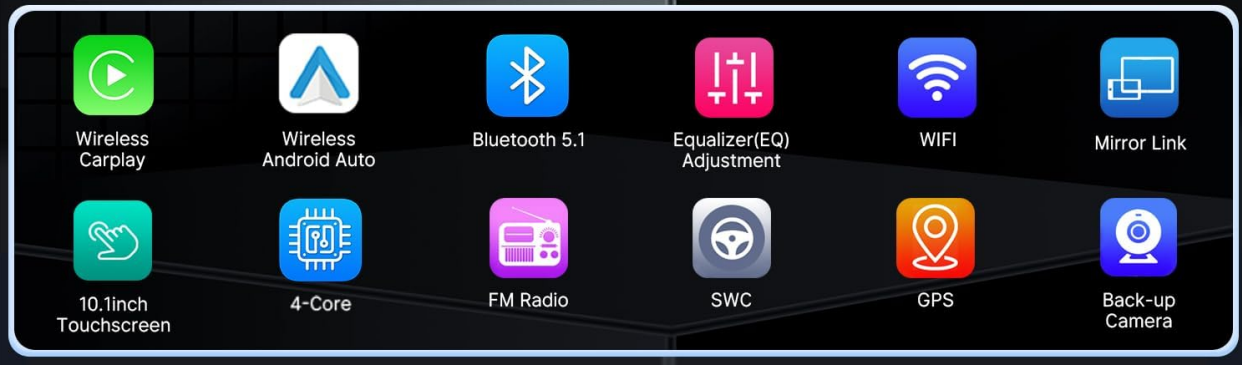 Wireless
Carplay
Wireless
Android Auto
Bluetooth 5.1
Equalizer(EQ)
Adjustment
WIFI
Mirror Link
10.1inch
Touchscreen
4-Core
FM Radio
SWC
GPS
Back-up
Camera